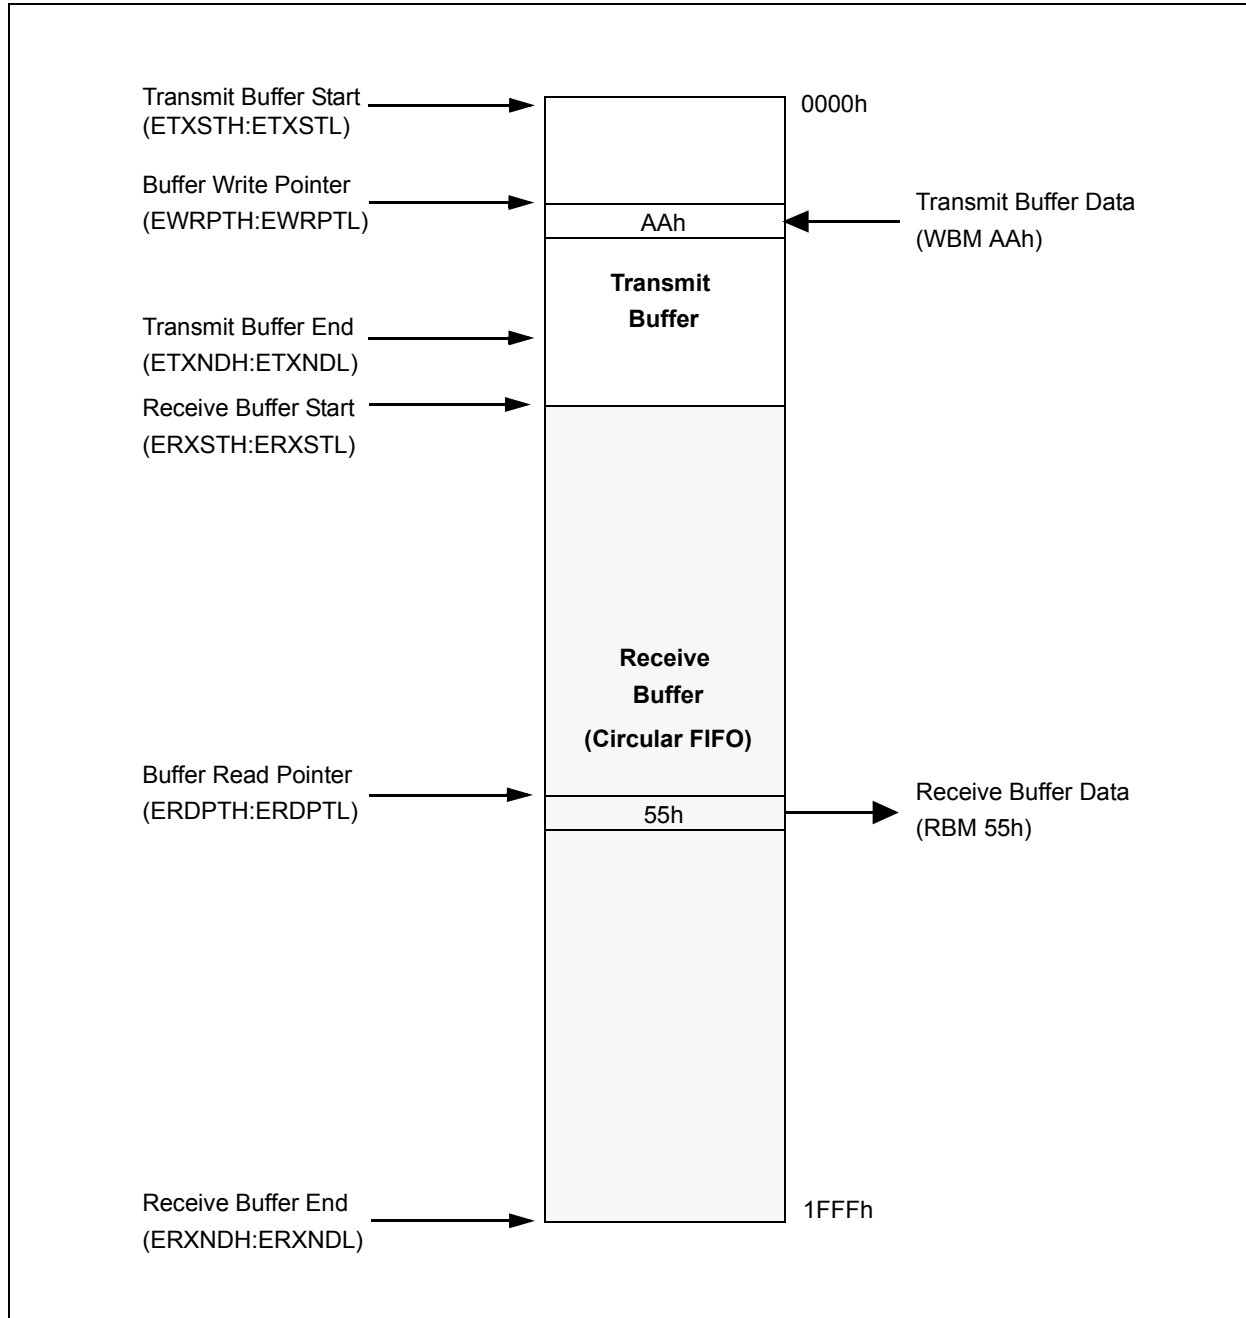 Transmit Buffer Start
(ETXSTH:ETXSTL)
0000h
Buffer Write Pointer
(EWRPTH:EWRPTL)
AAh
Transmit Buffer Data
(WBM AAh)
Transmit
Buffer
Transmit Buffer End
(ETXNDH:ETXNDL)
Receive Buffer Start
(ERXSTH:ERXSTL)
Receive
Buffer
(Circular FIFO)
Buffer Read Pointer
(ERDPTH:ERDPTL)
55h
Receive Buffer Data
(RBM 55h)
Receive Buffer End
(ERXNDH:ERXNDL)
1FFFh